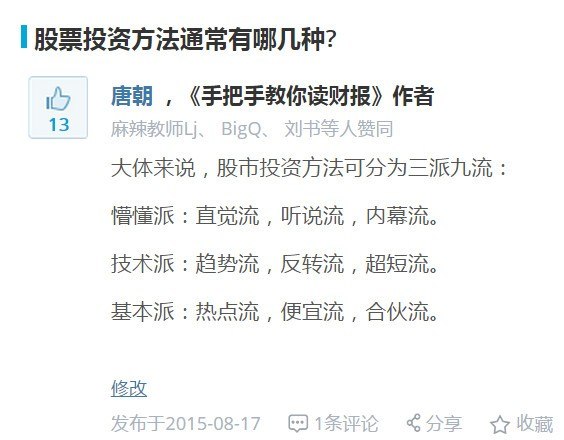 股票投资方法通常有哪几种?
13
唐朝 ，《手把手教你读财报》作者
麻辣教师Lj、 BigQ、 刘书等人赞同
大体来说，股市投资方法可分为三派九流：
懵懂派：直觉流，听说流，内幕流。
技术派：趋势流，反转流，超短流。
基本派：热点流，便宜流，合伙流。
修改
发布于2015-08-17 1条评论 分享 收藏